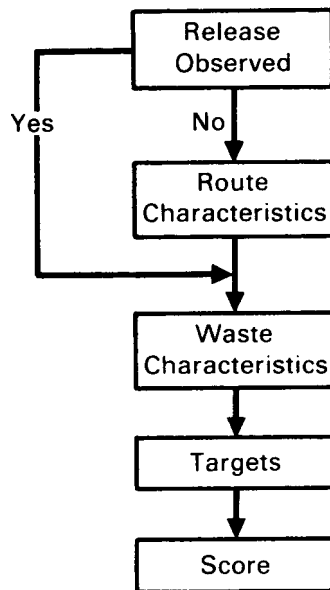 Release
Observed
Yes
No
Route
Characteristics
Waste
Characteristics
Targets
Score